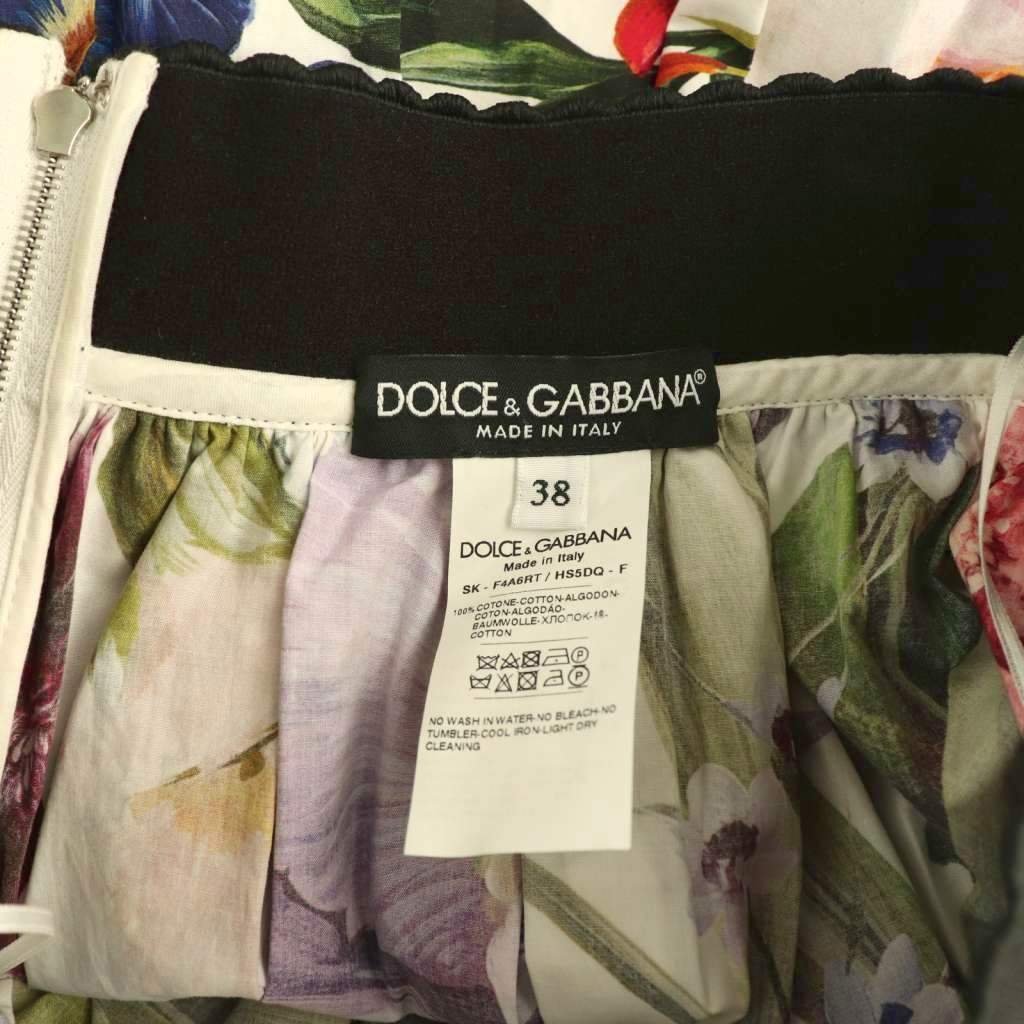 DOLCE & GABBANA®
MADE IN ITALY
38
DOLCE & GABBANA
Made in Italy
SK - F4A6RT / HS5DQ - F
100% COTONE-COTTON-ALGODON-
COTON-ALGODÃO-
BAUMWOLLE-ХЛОПОК-棉-
COTTON
NO WASH IN WATER-NO BLEACH-NO
TUMBLER-COOL IRON-LIGHT DRY
CLEANING